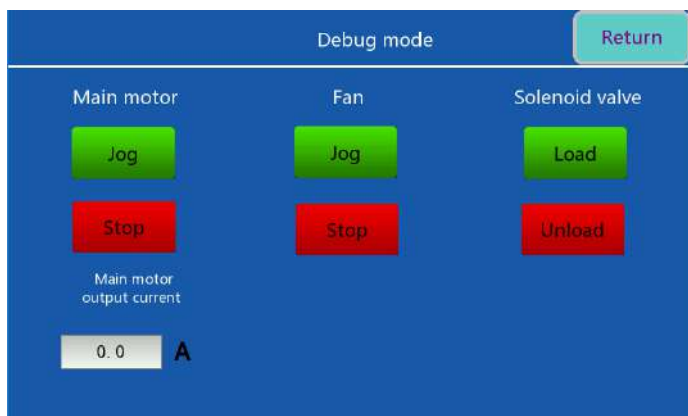 Debug mode
Return
Main motor
Fan
Solenoid valve
Jog
Jog
Load
Stop
Stop
Unload
Main motor
output current
0.0
A